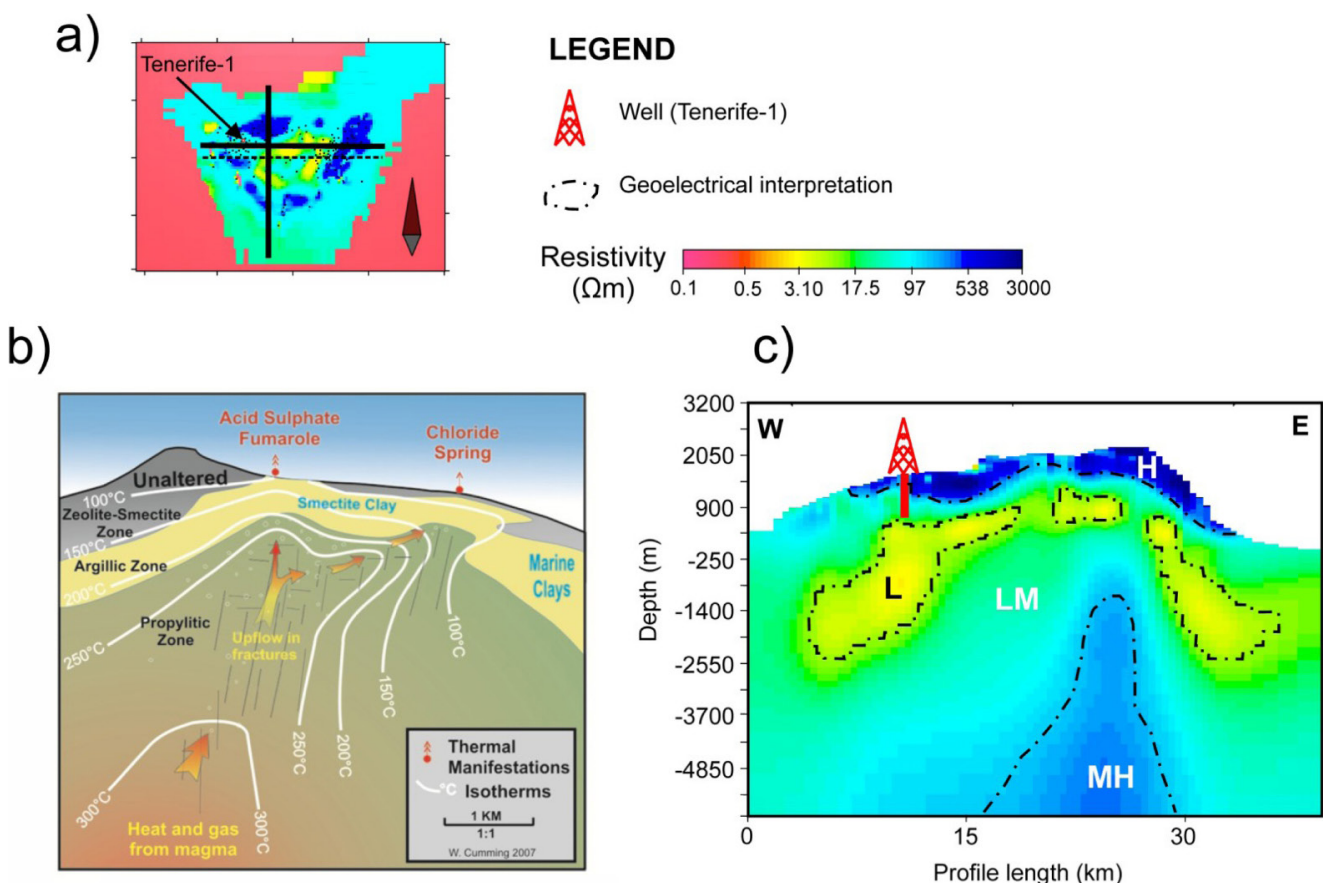 a)
Tenerife-1
LEGEND
Well (Tenerife-1)
Geoelectrical interpretation
Resistivity
(Ωm)
0.1 0.5 3.10 17.5 97 538 3000
b)
Acid Sulphate
Fumarole
Chloride
Spring
Unaltered
100°C
Smectite Clay
Zeolite-Smectite
Zone
150°C
Argillic Zone
Marine
Clays
200°C
Propylitic
Zone
100°C
250°C
Upflow in
fractures
150°C
200°C
250°C
300°C
300°C
Heat and gas
from magma
Thermal
Manifestations
°C Isotherms
1 KM
1:1
W. Cumming 2007
c)
3200
2050
900
-250
-1400
-2550
-3700
-4850
Depth (m)
W
E
H
L
LM
MH
0 15 30
Profile length (km)